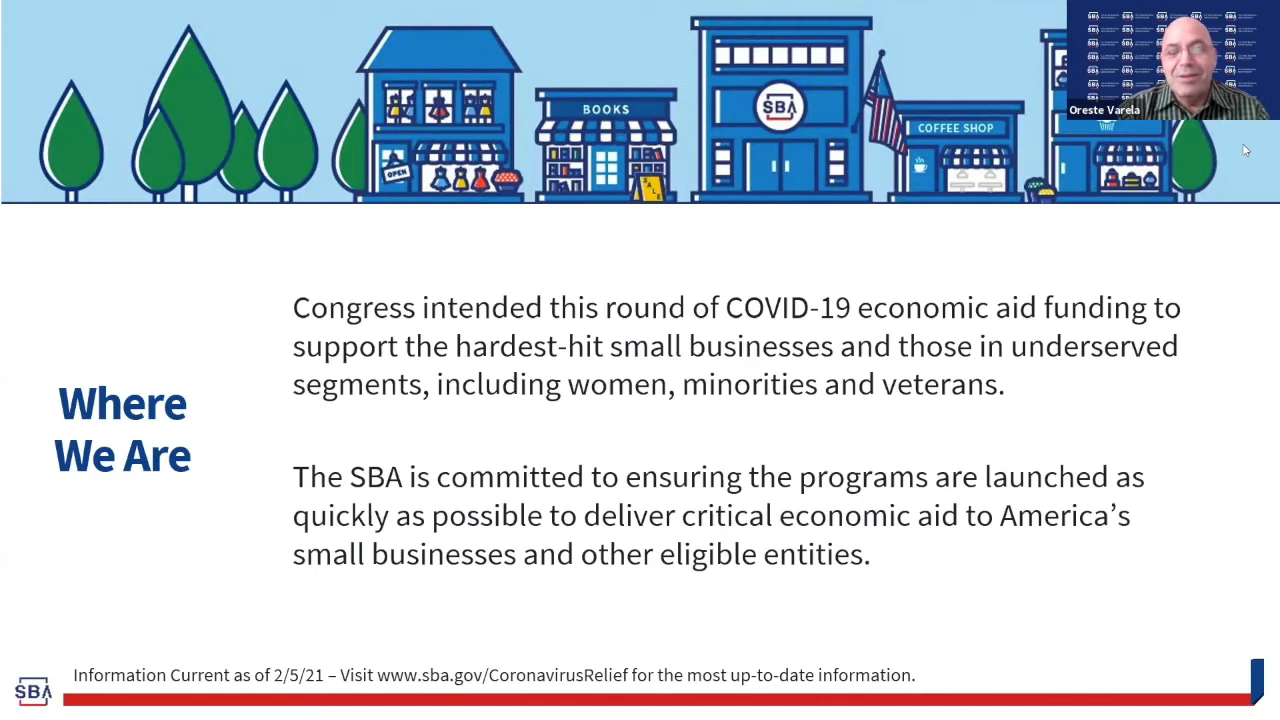 BOOKS
SBA
COFFEE SHOP
OPEN
SALE
Oreste Varela
Congress intended this round of COVID-19 economic aid funding to
support the hardest-hit small businesses and those in underserved
segments, including women, minorities and veterans.
Where
We Are
The SBA is committed to ensuring the programs are launched as
quickly as possible to deliver critical economic aid to America’s
small businesses and other eligible entities.
Information Current as of 2/5/21 – Visit www.sba.gov/CoronavirusRelief for the most up-to-date information.
SBA